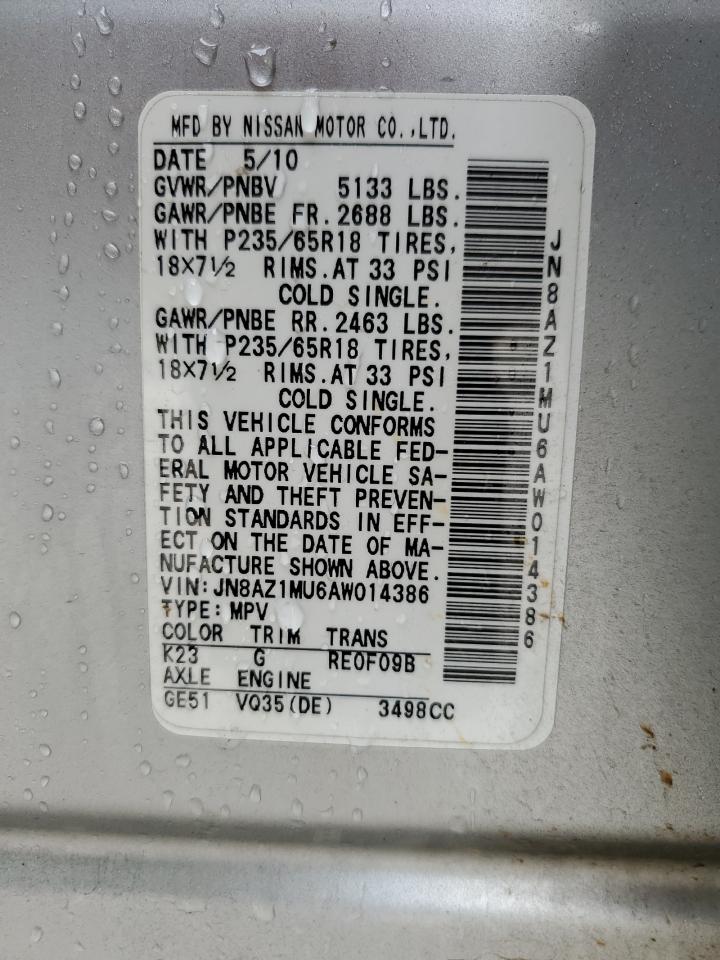 MFD BY NISSAN MOTOR CO.,LTD.
DATE 5/10
GVWR/PNBV 5133 LBS.
GAWR/PNBE FR.2688 LBS.
WITH P235/65R18 TIRES,
18×7½ RIMS.AT 33 PSI
COLD SINGLE.
GAWR/PNBE RR.2463 LBS.
WITH P235/65R18 TIRES,
18×7½ RIMS.AT 33 PSI
COLD SINGLE.
THIS VEHICLE CONFORMS
TO ALL APPLICABLE FED-
ERAL MOTOR VEHICLE SA-
FETY AND THEFT PREVEN-
TION STANDARDS IN EFF-
ECT ON THE DATE OF MA-
NUFACTURE SHOWN ABOVE.
VIN:JN8AZ1MU6AW014386
TYPE:MPV
COLOR TRIM TRANS
K23 G RE0F09B
AXLE ENGINE
GE51 VQ35(DE) 3498CC
JN8AZ1MU6AW014386